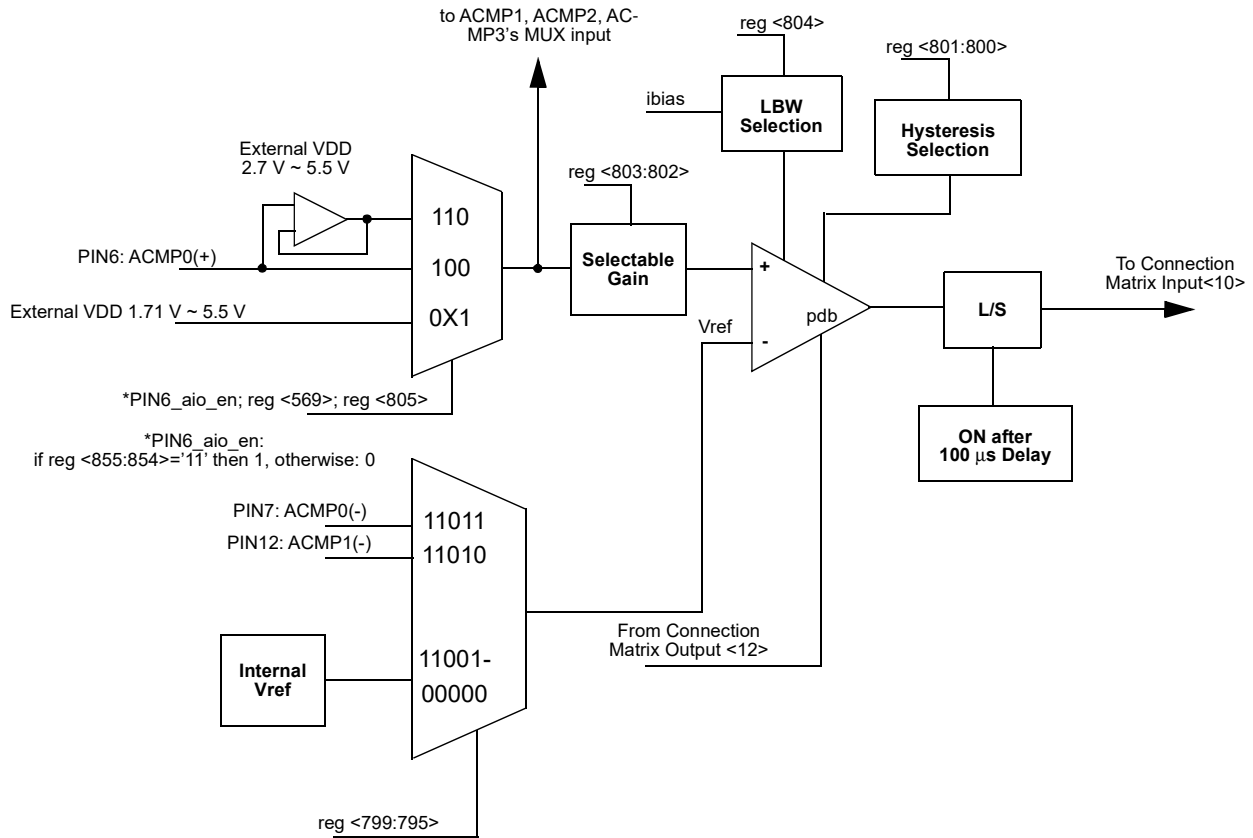 to ACMP1, ACMP2, AC-
MP3's MUX input
reg <804>
reg <801:800>
ibias
LBW
Selection
Hysteresis
Selection
External VDD
2.7 V ~ 5.5 V
reg <803:802>
110
PIN6: ACMP0(+)
100
Selectable
Gain
+
To Connection
Matrix Input<10>
External VDD 1.71 V ~ 5.5 V
0X1
Vref
pdb
-
L/S
*PIN6_aio_en; reg <569>; reg <805>
ON after
100 μs Delay
*PIN6_aio_en:
if reg <855:854>='11' then 1, otherwise: 0
PIN7: ACMP0(-)
11011
PIN12: ACMP1(-)
11010
From Connection
Matrix Output <12>
Internal
Vref
11001-
00000
reg <799:795>